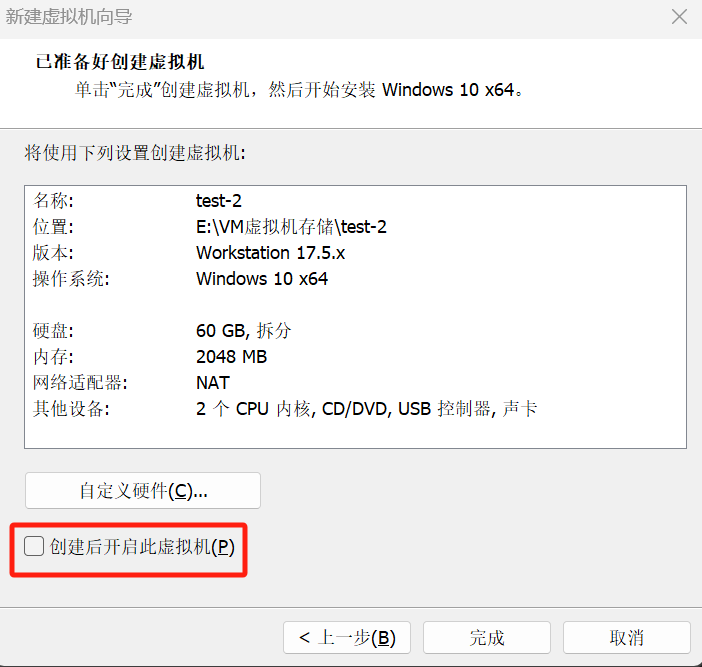 新建虚拟机向导
已准备好创建虚拟机
单击“完成”创建虚拟机，然后开始安装 Windows 10 x64。
将使用下列设置创建虚拟机:
名称: test-2
位置: E:\VM虚拟机存储\test-2
版本: Workstation 17.5.x
操作系统: Windows 10 x64
硬盘: 60 GB, 拆分
内存: 2048 MB
网络适配器: NAT
其他设备: 2 个 CPU 内核, CD/DVD, USB 控制器, 声卡
自定义硬件(C)...
创建后开启此虚拟机(P)
< 上一步(B) 完成 取消